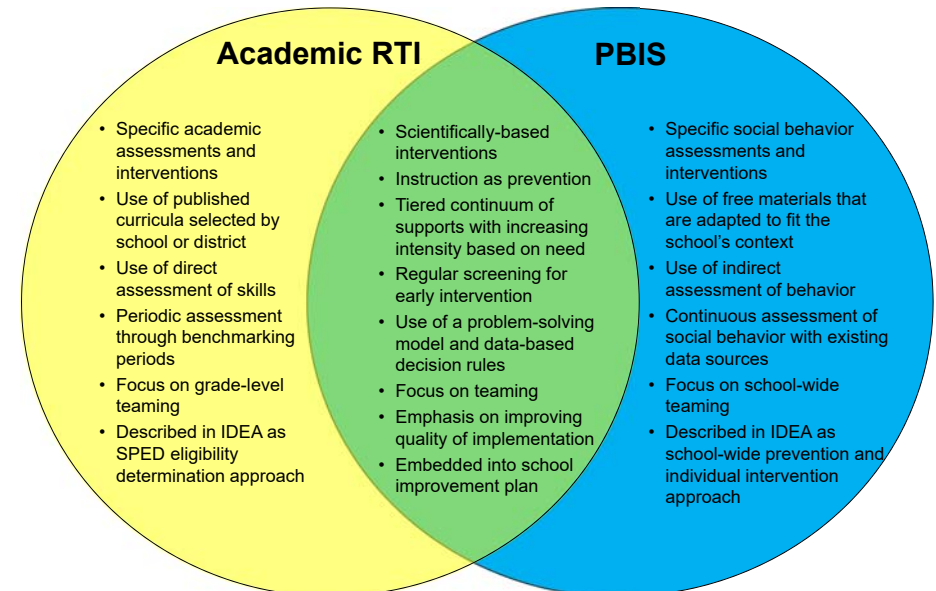 Academic RTI
PBIS
• Specific academic
assessments and
interventions
• Use of published
curricula selected by
school or district
• Use of direct
assessment of skills
• Periodic assessment
through benchmarking
periods
• Focus on grade-level
teaming
• Described in IDEA as
SPED eligibility
determination approach
• Scientifically-based
interventions
• Instruction as prevention
• Tiered continuum of
supports with increasing
intensity based on need
• Regular screening for
early intervention
• Use of a problem-solving
model and data-based
decision rules
• Focus on teaming
• Emphasis on improving
quality of implementation
• Embedded into school
improvement plan
• Specific social behavior
assessments and
interventions
• Use of free materials that
are adapted to fit the
school’s context
• Use of indirect
assessment of behavior
• Continuous assessment of
social behavior with existing
data sources
• Focus on school-wide
teaming
• Described in IDEA as
school-wide prevention and
individual intervention
approach